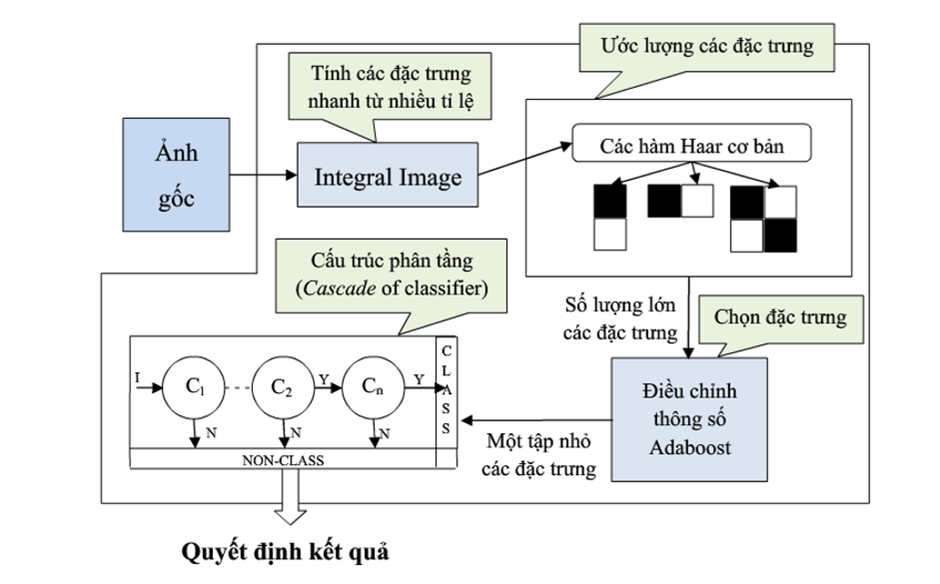 Ước lượng các đặc trưng
Tính các đặc trưng
nhanh từ nhiều tỉ lệ
Ảnh
gốc
Integral Image
Các hàm Haar cơ bản
Cấu trúc phân tầng
(Cascade of classifier)
Số lượng lớn
các đặc trưng
Chọn đặc trưng
Điều chỉnh
thông số
Adaboost
Một tập nhỏ
các đặc trưng
I
C1
C2
Y
Cn
Y
C
L
A
S
S
N
N
N
NON-CLASS
Quyết định kết quả